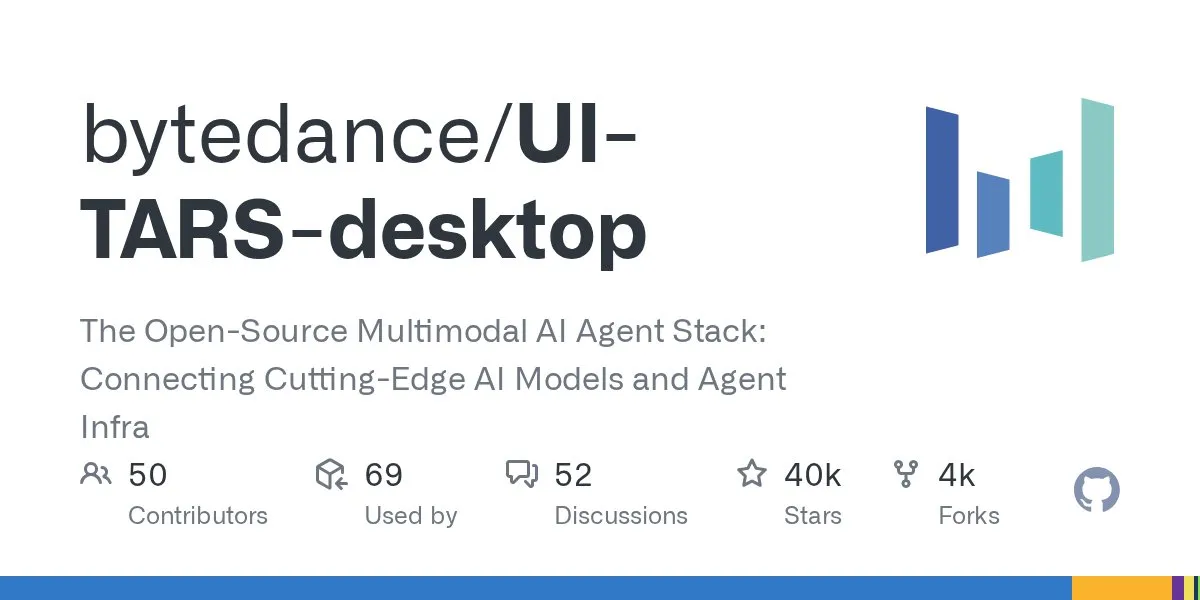 bytedance/UI-
TARS-desktop
The Open-Source Multimodal AI Agent Stack:
Connecting Cutting-Edge AI Models and Agent
Infra
50 69 52 40k 4k
Contributors Used by Discussions Stars Forks